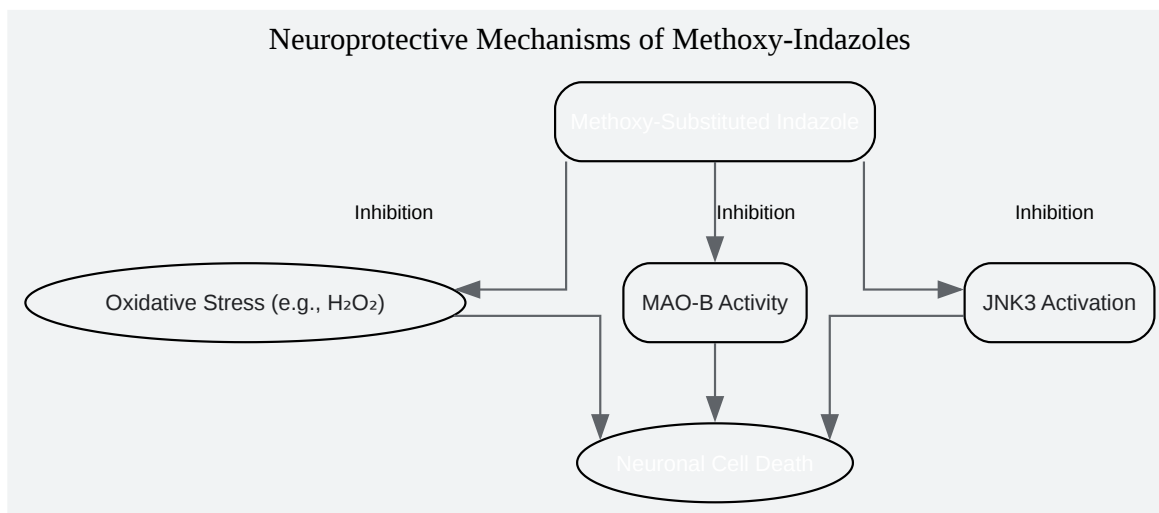 Neuroprotective Mechanisms of Methoxy-Indazoles
Methoxy-Substituted Indazole
Inhibition
Inhibition
Inhibition
Oxidative Stress (e.g., H₂O₂)
MAO-B Activity
JNK3 Activation
Neuronal Cell Death